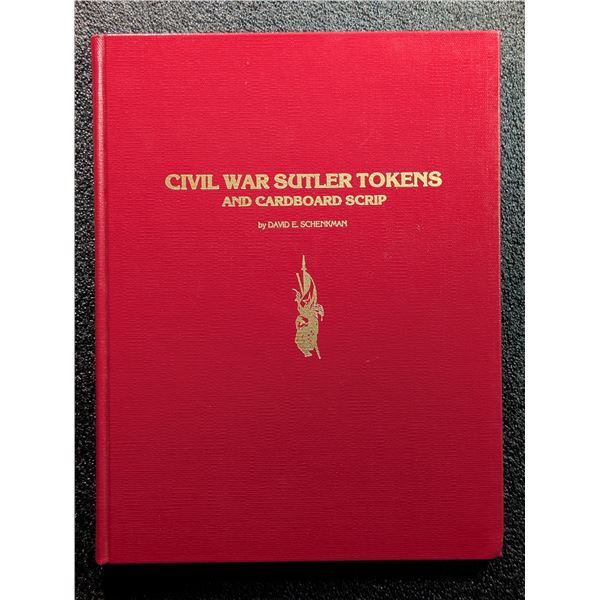 CIVIL WAR SUTLER TOKENS
AND CARDBOARD SCRIP
by DAVID E. SCHENKMAN